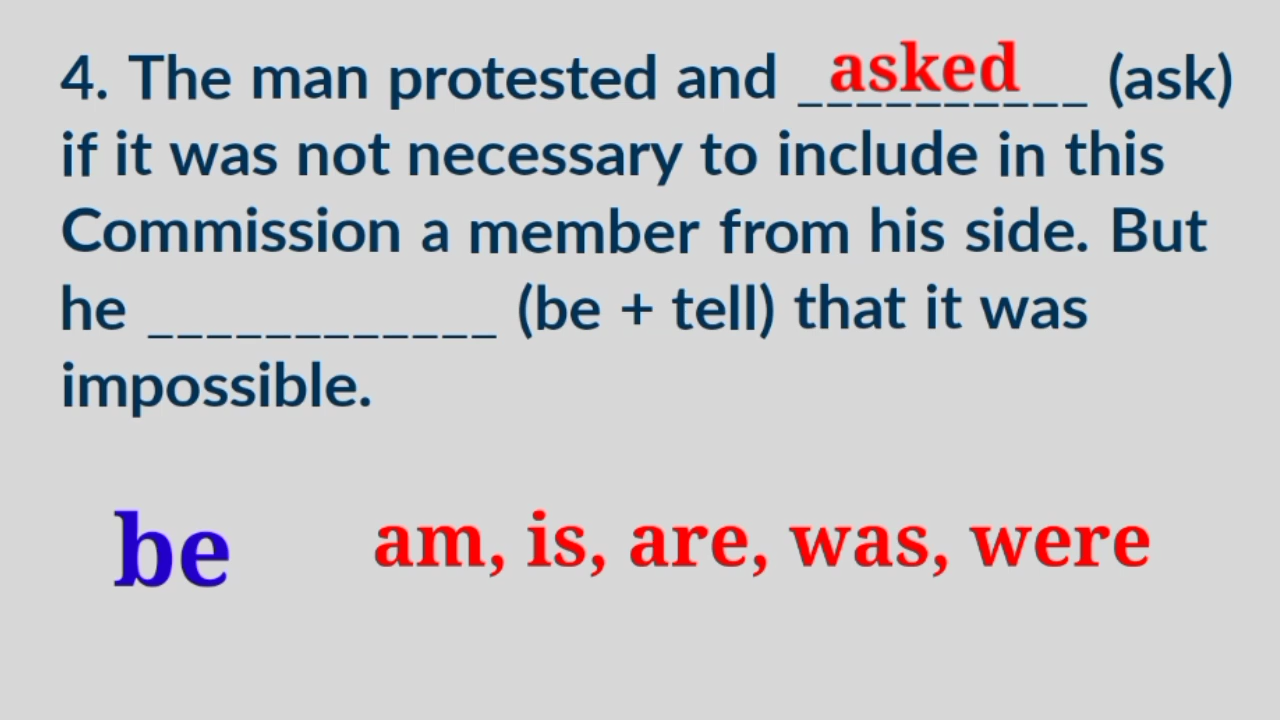 4. The man protested and __________ asked (ask)
if it was not necessary to include in this
Commission a member from his side. But
he ____________ (be + tell) that it was
impossible.
be am, is, are, was, were